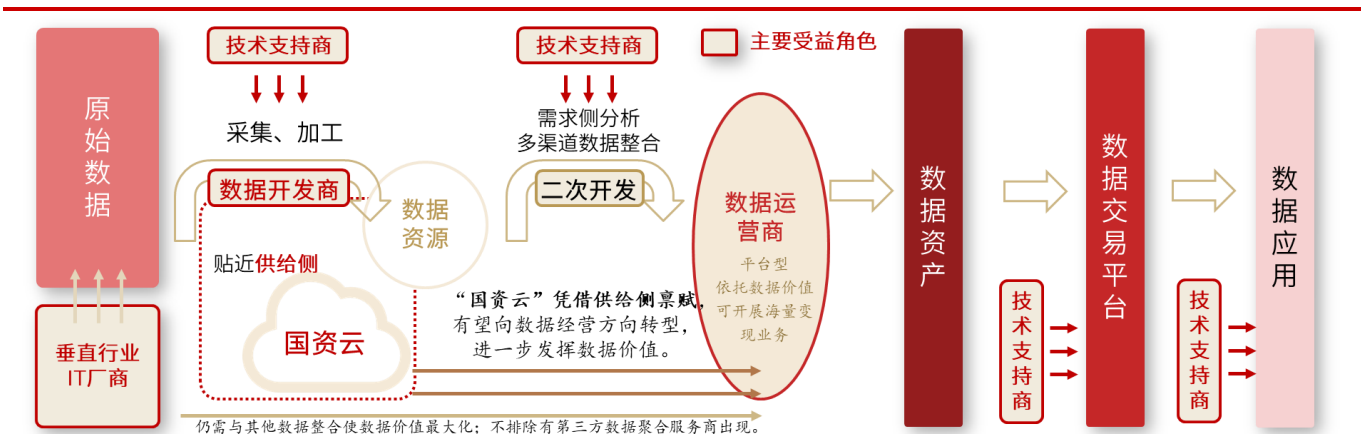 原始数据
垂直行业
IT厂商
技术支持商
采集、加工
数据开发商
数据
资源
贴近供给侧
国资云
技术支持商
需求侧分析
多渠道数据整合
二次开发
“国资云”凭借供给侧禀赋，
有望向数据经营方向转型，
进一步发挥数据价值。
仍需与其他数据整合使数据价值最大化；不排除有第三方数据聚合服务商出现。
主要受益角色
数据运
营商
平台型
依托数据价值
可开展海量变
现业务
数据资产
技术支持商
数据交易平台
技术支持商
数据应用